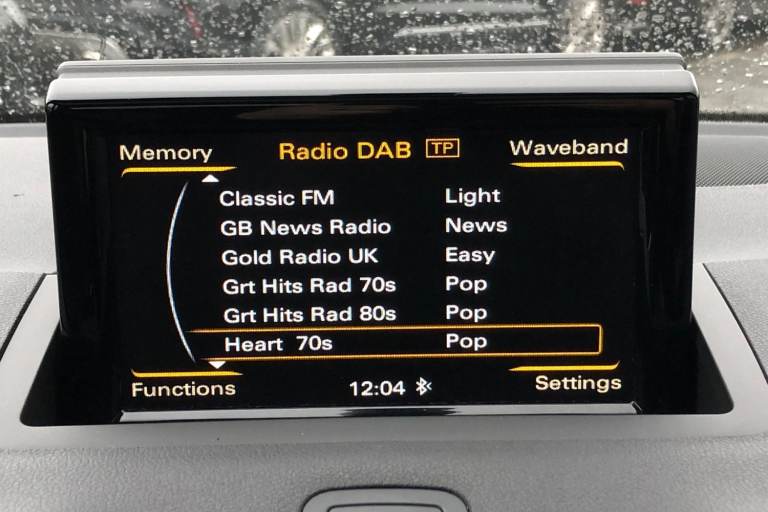 Memory Radio DAB TP Waveband
Classic FM Light
GB News Radio News
Gold Radio UK Easy
Grt Hits Rad 70s Pop
Grt Hits Rad 80s Pop
Heart 70s Pop
Functions 12:04 Settings